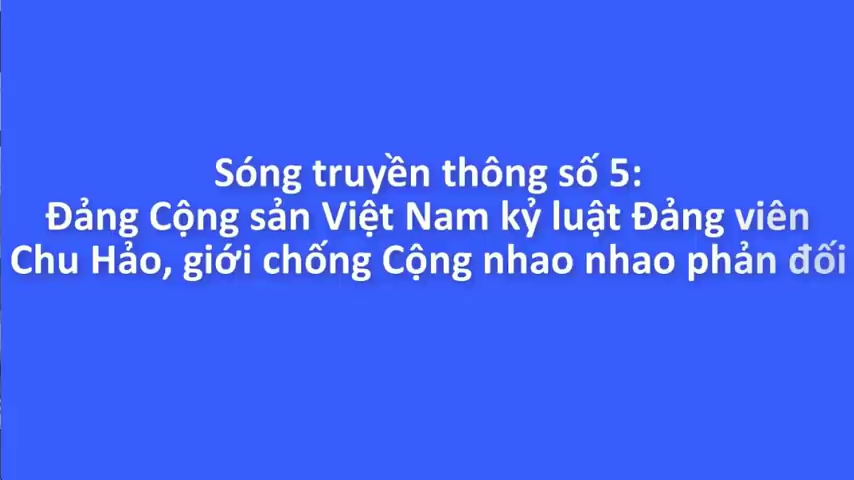 Sóng truyền thông số 5:
Đảng Cộng sản Việt Nam kỷ luật Đảng viên
Chu Hảo, giới chống Cộng nhao nhao phản đối